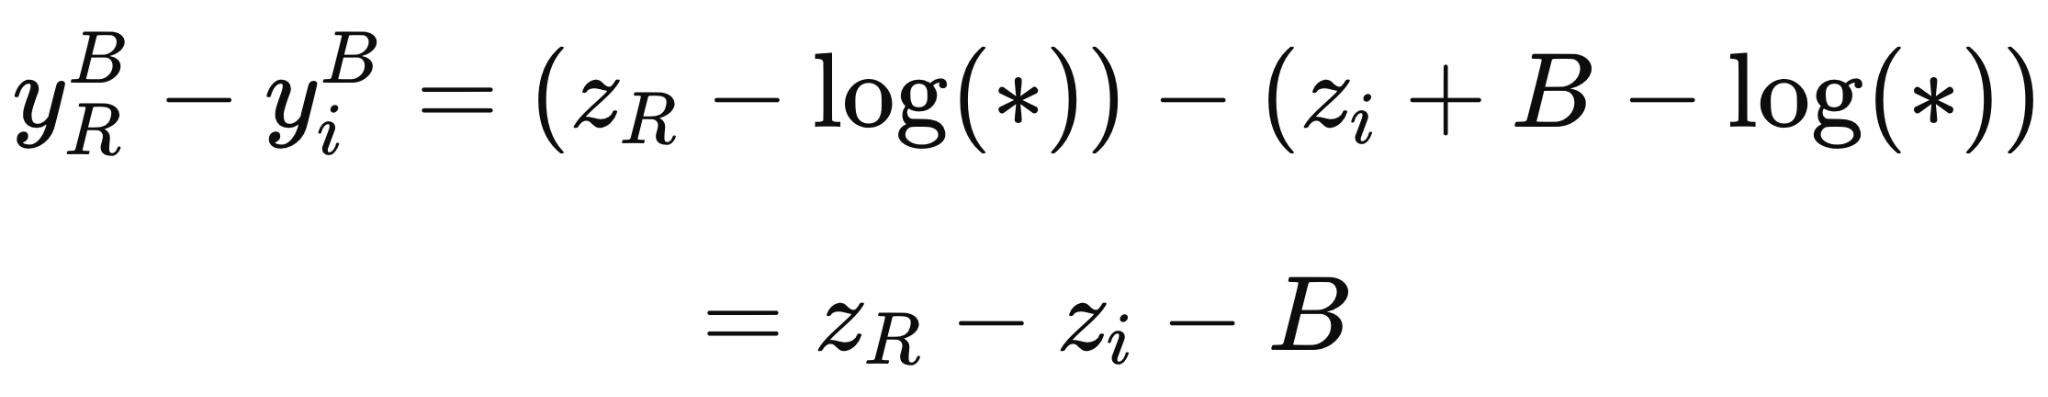 $y_R^B - y_i^B = (z_R - \log(*)) - (z_i + B - \log(*))$
$= z_R - z_i - B$